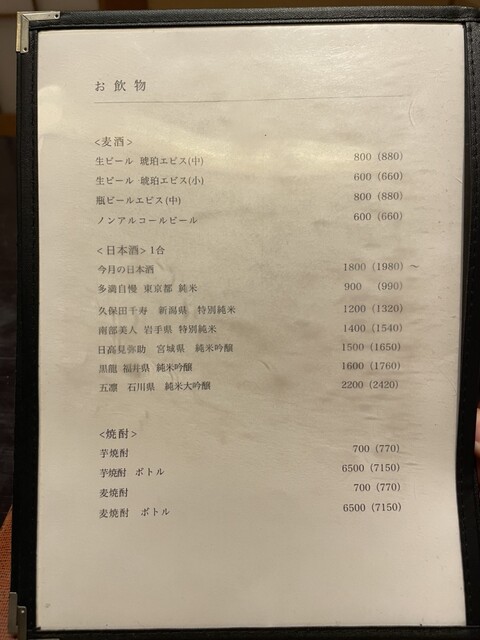 お飲物
<麦酒>
生ビール 琥珀エビス(中) 800 (880)
生ビール 琥珀エビス(小) 600 (660)
瓶ビールエビス(中) 800 (880)
ノンアルコールビール 600 (660)
<日本酒> 1合
今月の日本酒 1800 (1980)
多満自慢 東京都 純米 900 (990)
久保田千寿 新潟県 特別純米 1200 (1320)
南部美人 岩手県 特別純米 1400 (1540)
日高見弥助 宮城県 純米吟醸 1500 (1650)
黒龍 福井県 純米吟醸 1600 (1760)
五凛 石川県 純米大吟醸 2200 (2420)
<焼酎>
芋焼酎 700 (770)
芋焼酎 ボトル 6500 (7150)
麦焼酎 700 (770)
麦焼酎 ボトル 6500 (7150)